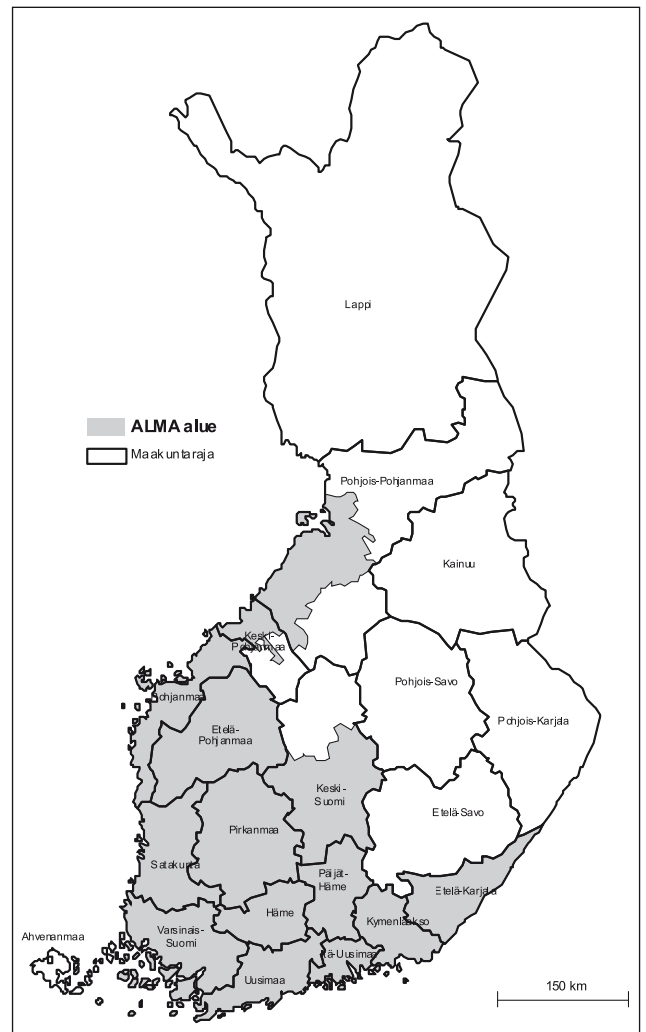 Lappi
ALMA alue
Maakuntaraja
Pohjois-Pohjanmaa
Kainuu
Keski-
Pohjanmaa
Pohjanmaa
Pohjois-Savo
Pohjois-Karjala
Etelä-
Pohjanmaa
Keski-
Suomi
Etelä-Savo
Pirkanmaa
Satakunta
Päijät-
Häme
Etelä-Karjala
Häme
Kymenlaakso
Varsinais-
Suomi
Ahvenanmaa
tä-Uusimaa
Uusimaa
150 km